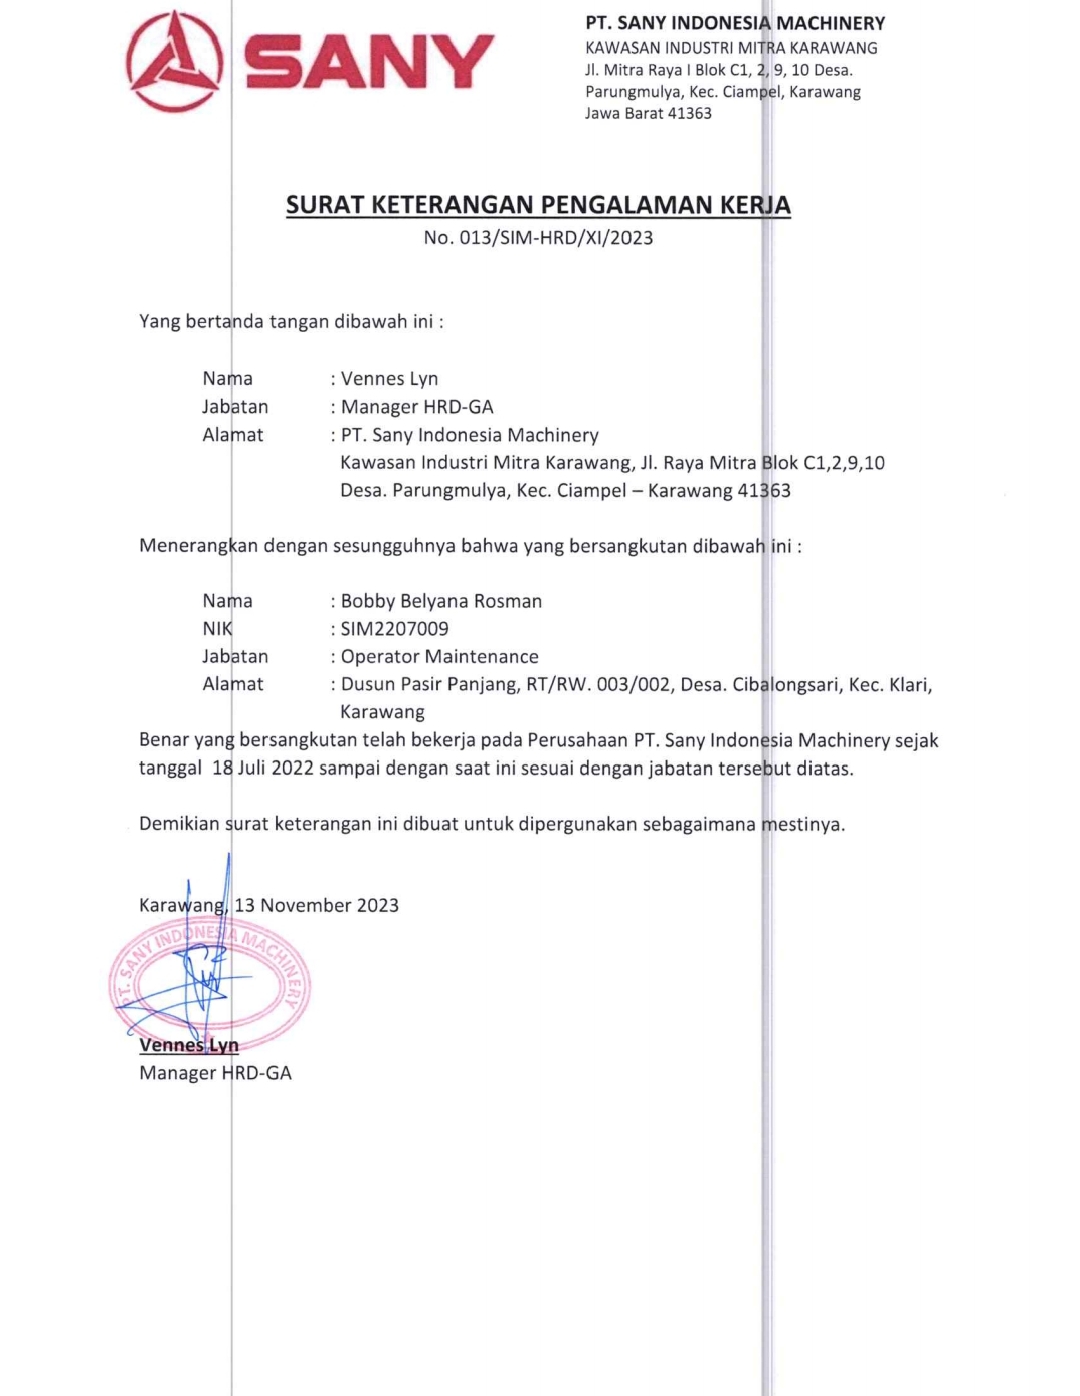 SANY
PT. SANY INDONESIA MACHINERY
KAWASAN INDUSTRI MITRA KARAWANG
Jl. Mitra Raya I Blok C1, 2, 9, 10 Desa.
Parungmulya, Kec. Ciampel, Karawang
Jawa Barat 41363
SURAT KETERANGAN PENGALAMAN KERJA
No. 013/SIM-HRD/XI/2023
Yang bertanda tangan dibawah ini :
Nama : Vennes Lyn
Jabatan : Manager HRD-GA
Alamat : PT. Sany Indonesia Machinery
Kawasan Industri Mitra Karawang, Jl. Raya Mitra Blok C1,2,9,10
Desa. Parungmulya, Kec. Ciampel – Karawang 41363
Menerangkan dengan sesungguhnya bahwa yang bersangkutan dibawah ini :
Nama : Bobby Belyana Rosman
NIK : SIM2207009
Jabatan : Operator Maintenance
Alamat : Dusun Pasir Panjang, RT/RW. 003/002, Desa. Cibalongsari, Kec. Klari,
Karawang
Benar yang bersangkutan telah bekerja pada Perusahaan PT. Sany Indonesia Machinery sejak
tanggal 18 Juli 2022 sampai dengan saat ini sesuai dengan jabatan tersebut diatas.
Demikian surat keterangan ini dibuat untuk dipergunakan sebagaimana mestinya.
Karawang, 13 November 2023
PT. SANY INDONESIA MACHINERY
Vennes Lyn
Manager HRD-GA